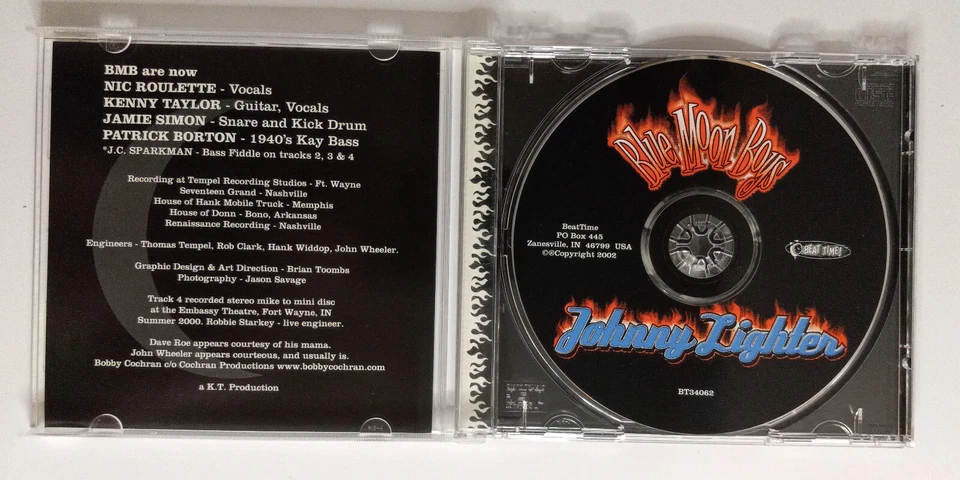 BMB are now
NIC ROULETTE - Vocals
KENNY TAYLOR - Guitar, Vocals
JAMIE SIMON - Snare and Kick Drum
PATRICK BORTON - 1940's Kay Bass
*J.C. SPARKMAN - Bass Fiddle on tracks 2, 3 & 4
Recording at Tempel Recording Studios - Ft. Wayne
Seventeen Grand - Nashville
House of Hank Mobile Truck - Memphis
House of Donn - Bono, Arkansas
Renaissance Recording - Nashville
Engineers - Thomas Tempel, Rob Clark, Hank Widdop, John Wheeler.
Graphic Design & Art Direction - Brian Toombs
Photography - Jason Savage
Track 4 recorded stereo mike to mini disc
at the Embassy Theatre, Fort Wayne, IN
Summer 2000. Robbie Starkey - live engineer.
Dave Roe appears courtesy of his mama.
John Wheeler appears courteous, and usually is.
Bobby Cochran c/o Cochran Productions www.bobbycochran.com
a K.T. Production
Blue Moon Boys
BeatTime
PO Box 445
Zanesville, IN 46799 USA
©®Copyright 2002
BEAT TIME!
Johnny Lighter
BT34062